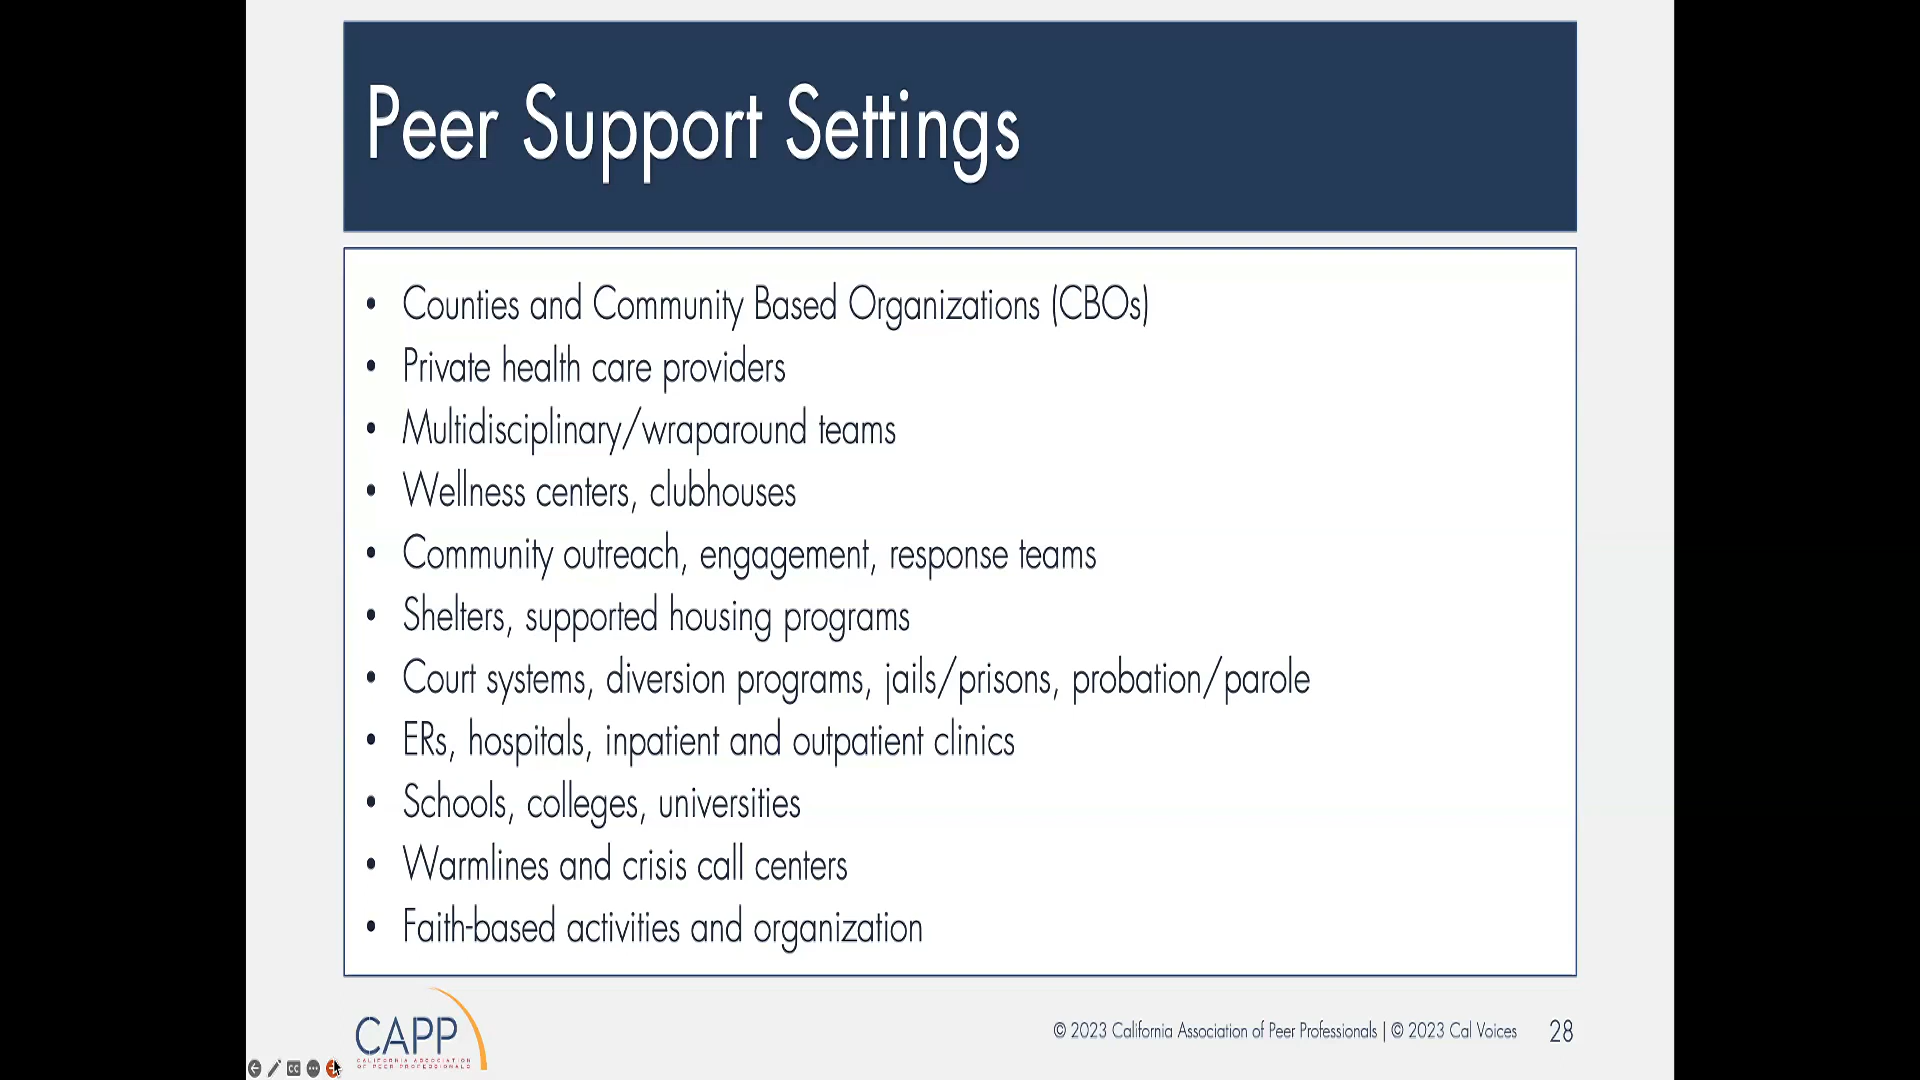 Peer Support Settings
• Counties and Community Based Organizations (CBOs)
• Private health care providers
• Multidisciplinary/wraparound teams
• Wellness centers, clubhouses
• Community outreach, engagement, response teams
• Shelters, supported housing programs
• Court systems, diversion programs, jails/prisons, probation/parole
• ERs, hospitals, inpatient and outpatient clinics
• Schools, colleges, universities
• Warmlines and crisis call centers
• Faith-based activities and organization
CAPP
CALIFORNIA ASSOCIATION
OF PEER PROFESSIONALS
© 2023 California Association of Peer Professionals | © 2023 Cal Voices 28
CC